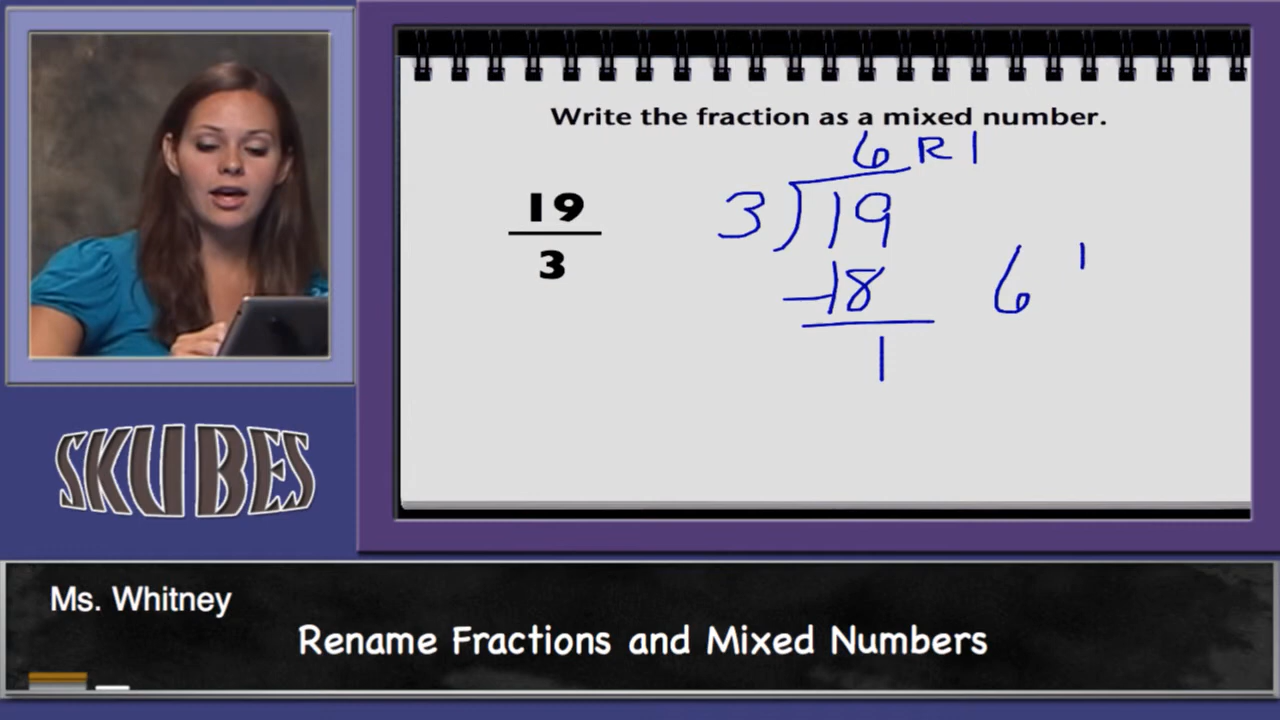 Write the fraction as a mixed number.
6 R 1
19
3
3) 19
-18
6 1
1
SKUBES
Ms. Whitney
Rename Fractions and Mixed Numbers